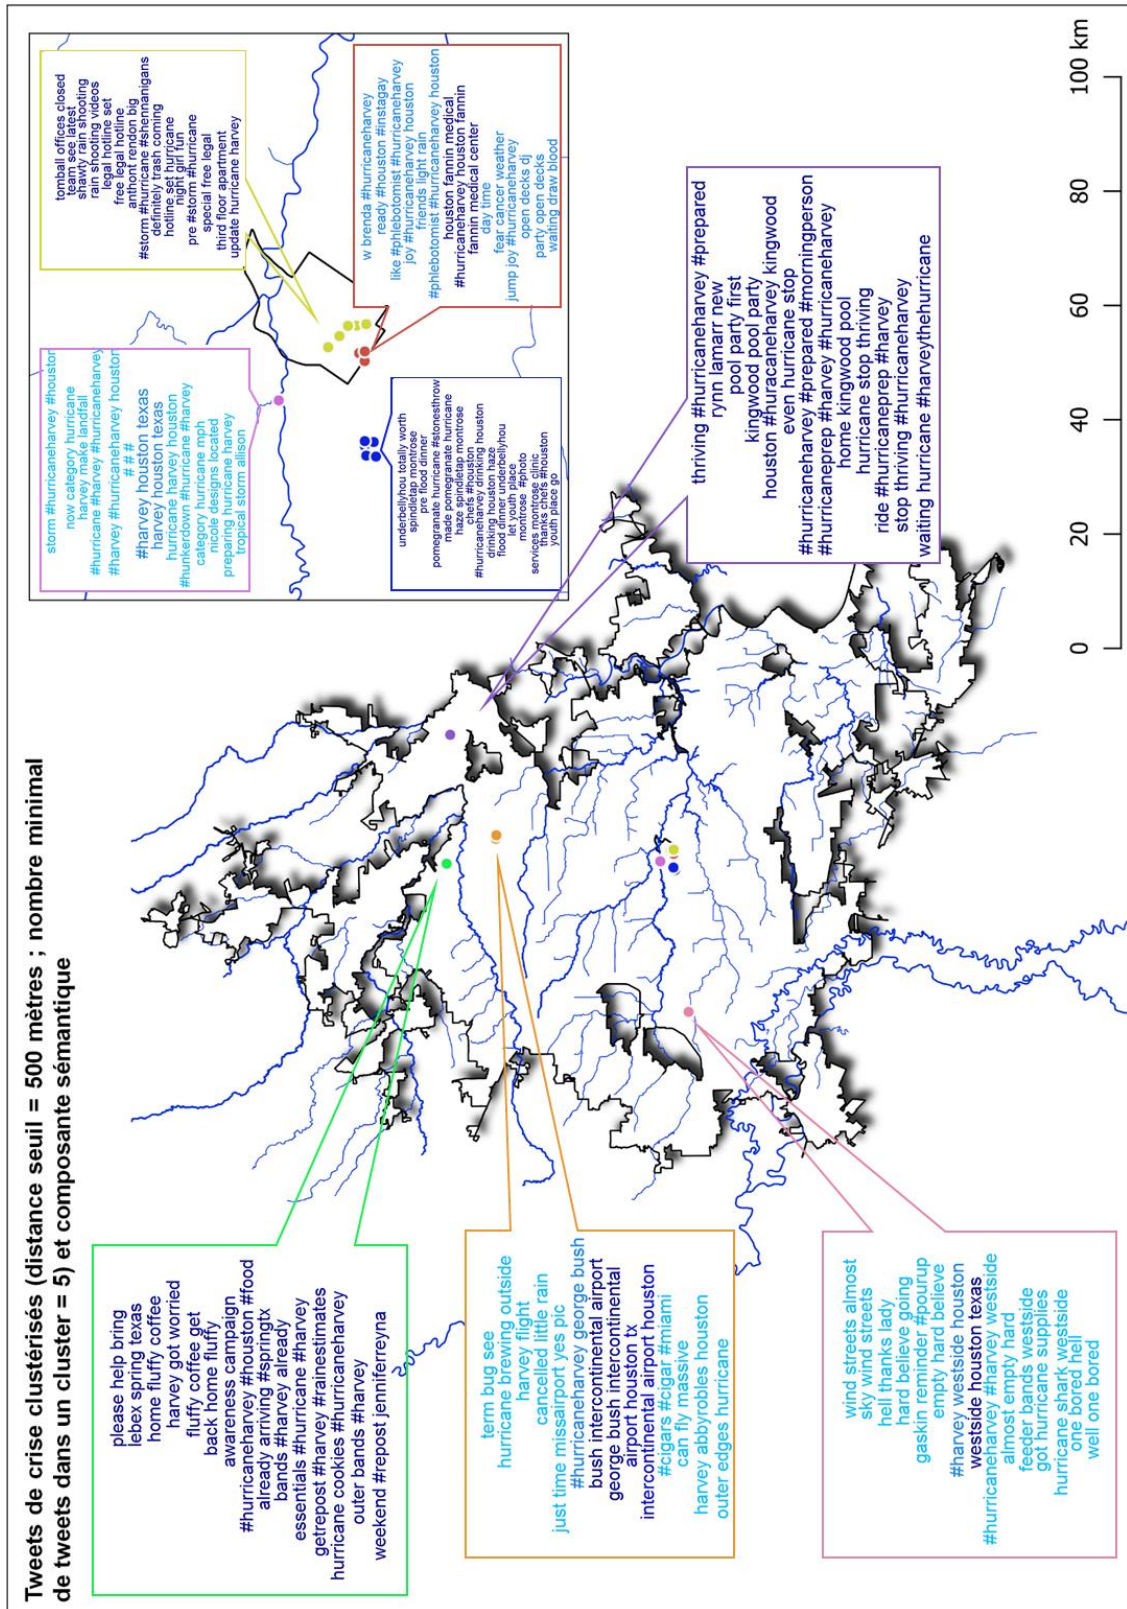 Tweets de crise clustérisés (distance seuil = 500 mètres ; nombre minimal
de tweets dans un cluster = 5) et composante sémantique
please help bring
lebex spring texas
home fluffy coffee
harvey got worried
fluffy coffee get
back home fluffy
awareness campaign
#hurricaneharvey #houston #food
already arriving #springtx
bands #harvey already
essentials #hurricane #harvey
getrepost #harvey #rainestimates
hurricane cookies #hurricaneharvey
outer bands #harvey
weekend #repost jenniferreyna
term bug see
hurricane brewing outside
harvey flight
cancelled little rain
just time missairport yes pic
#hurricaneharvey george bush
bush intercontinental airport
george bush intercontinental
airport houston tx
intercontinental airport houston
#cigars #cigar #miami
can fly massive
harvey abbyrobles houston
outer edges hurricane
wind streets almost
sky wind streets
hell thanks lady
hard believe going
gaskin reminder #pourup
empty hard believe
#harvey westside houston
westside houston texas
#hurricaneharvey #harvey westside
almost empty hard
feeder bands westside
got hurricane supplies
hurricane shark westside
one bored hell
well one bored
storm #hurricaneharvey #houston
now category hurricane
harvey make landfall
#hurricane #harvey #hurricaneharvey
#harvey #hurricaneharvey houston
# # #
#harvey houston texas
harvey houston texas
hurricane harvey houston
#hunkerdown #hurricane #harvey
category hurricane mph
nicole designs located
preparing hurricane harvey
tropical storm allison
tomball offices closed
team see latest
shawty rain shooting
rain shooting videos
legal hotline set
free legal hotline
anthont rendon big
#storm #hurricane #shennanigans
definitely trash coming
hotline set hurricane
night girl fun
pre #storm #hurricane
special free legal
third floor apartment
update hurricane harvey
underbellyhou totally worth
spindletap montrose
pre flood dinner
pomegranate hurricane #stonesthrow
made pomegranate hurricane
haze spindletap montrose
chefs #houston
#hurricaneharvey drinking houston
drinking houston haze
flood dinner underbellyhou
let youth place
montrose #photo
services montrose clinic
thanks chefs #houston
youth place go
w brenda #hurricaneharvey
ready #houston #instagay
like #phlebotomist #hurricaneharvey
joy #hurricaneharvey houston
friends light rain
#phlebotomist #hurricaneharvey houston
houston fannin medical
#hurricaneharvey houston fannin
fannin medical center
day time
fear cancer weather
jump joy #hurricaneharvey
open decks dj
party open decks
waiting draw blood
thriving #hurricaneharvey #prepared
rynn lamarr new
pool party first
kingwood pool party
houston #huracaneharvey kingwood
even hurricane stop
#hurricaneharvey #prepared #morningperson
#hurricaneprep #harvey #hurricaneharvey
home kingwood pool
hurricane stop thriving
ride #hurricaneprep #harvey
stop thriving #hurricaneharvey
waiting hurricane #harveythehurricane
0 20 40 60 80 100 km